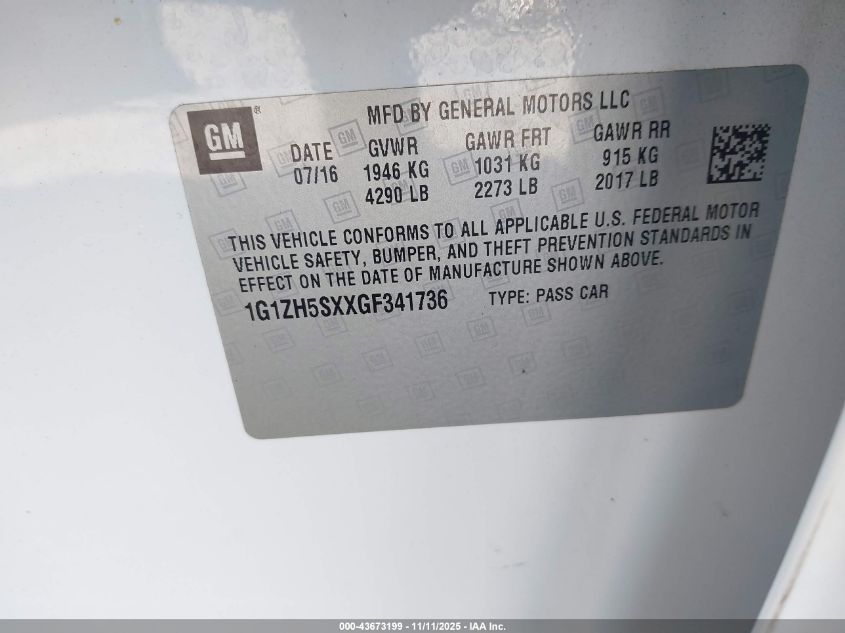 GM ®
MFD BY GENERAL MOTORS LLC
DATE GVWR GAWR FRT GAWR RR
07/16 1946 KG 1031 KG 915 KG
4290 LB 2273 LB 2017 LB
THIS VEHICLE CONFORMS TO ALL APPLICABLE U.S. FEDERAL MOTOR
VEHICLE SAFETY, BUMPER, AND THEFT PREVENTION STANDARDS IN
EFFECT ON THE DATE OF MANUFACTURE SHOWN ABOVE.
1G1ZH5SXXGF341736 TYPE: PASS CAR
000-43673199 - 11/11/2025 - IAA Inc.